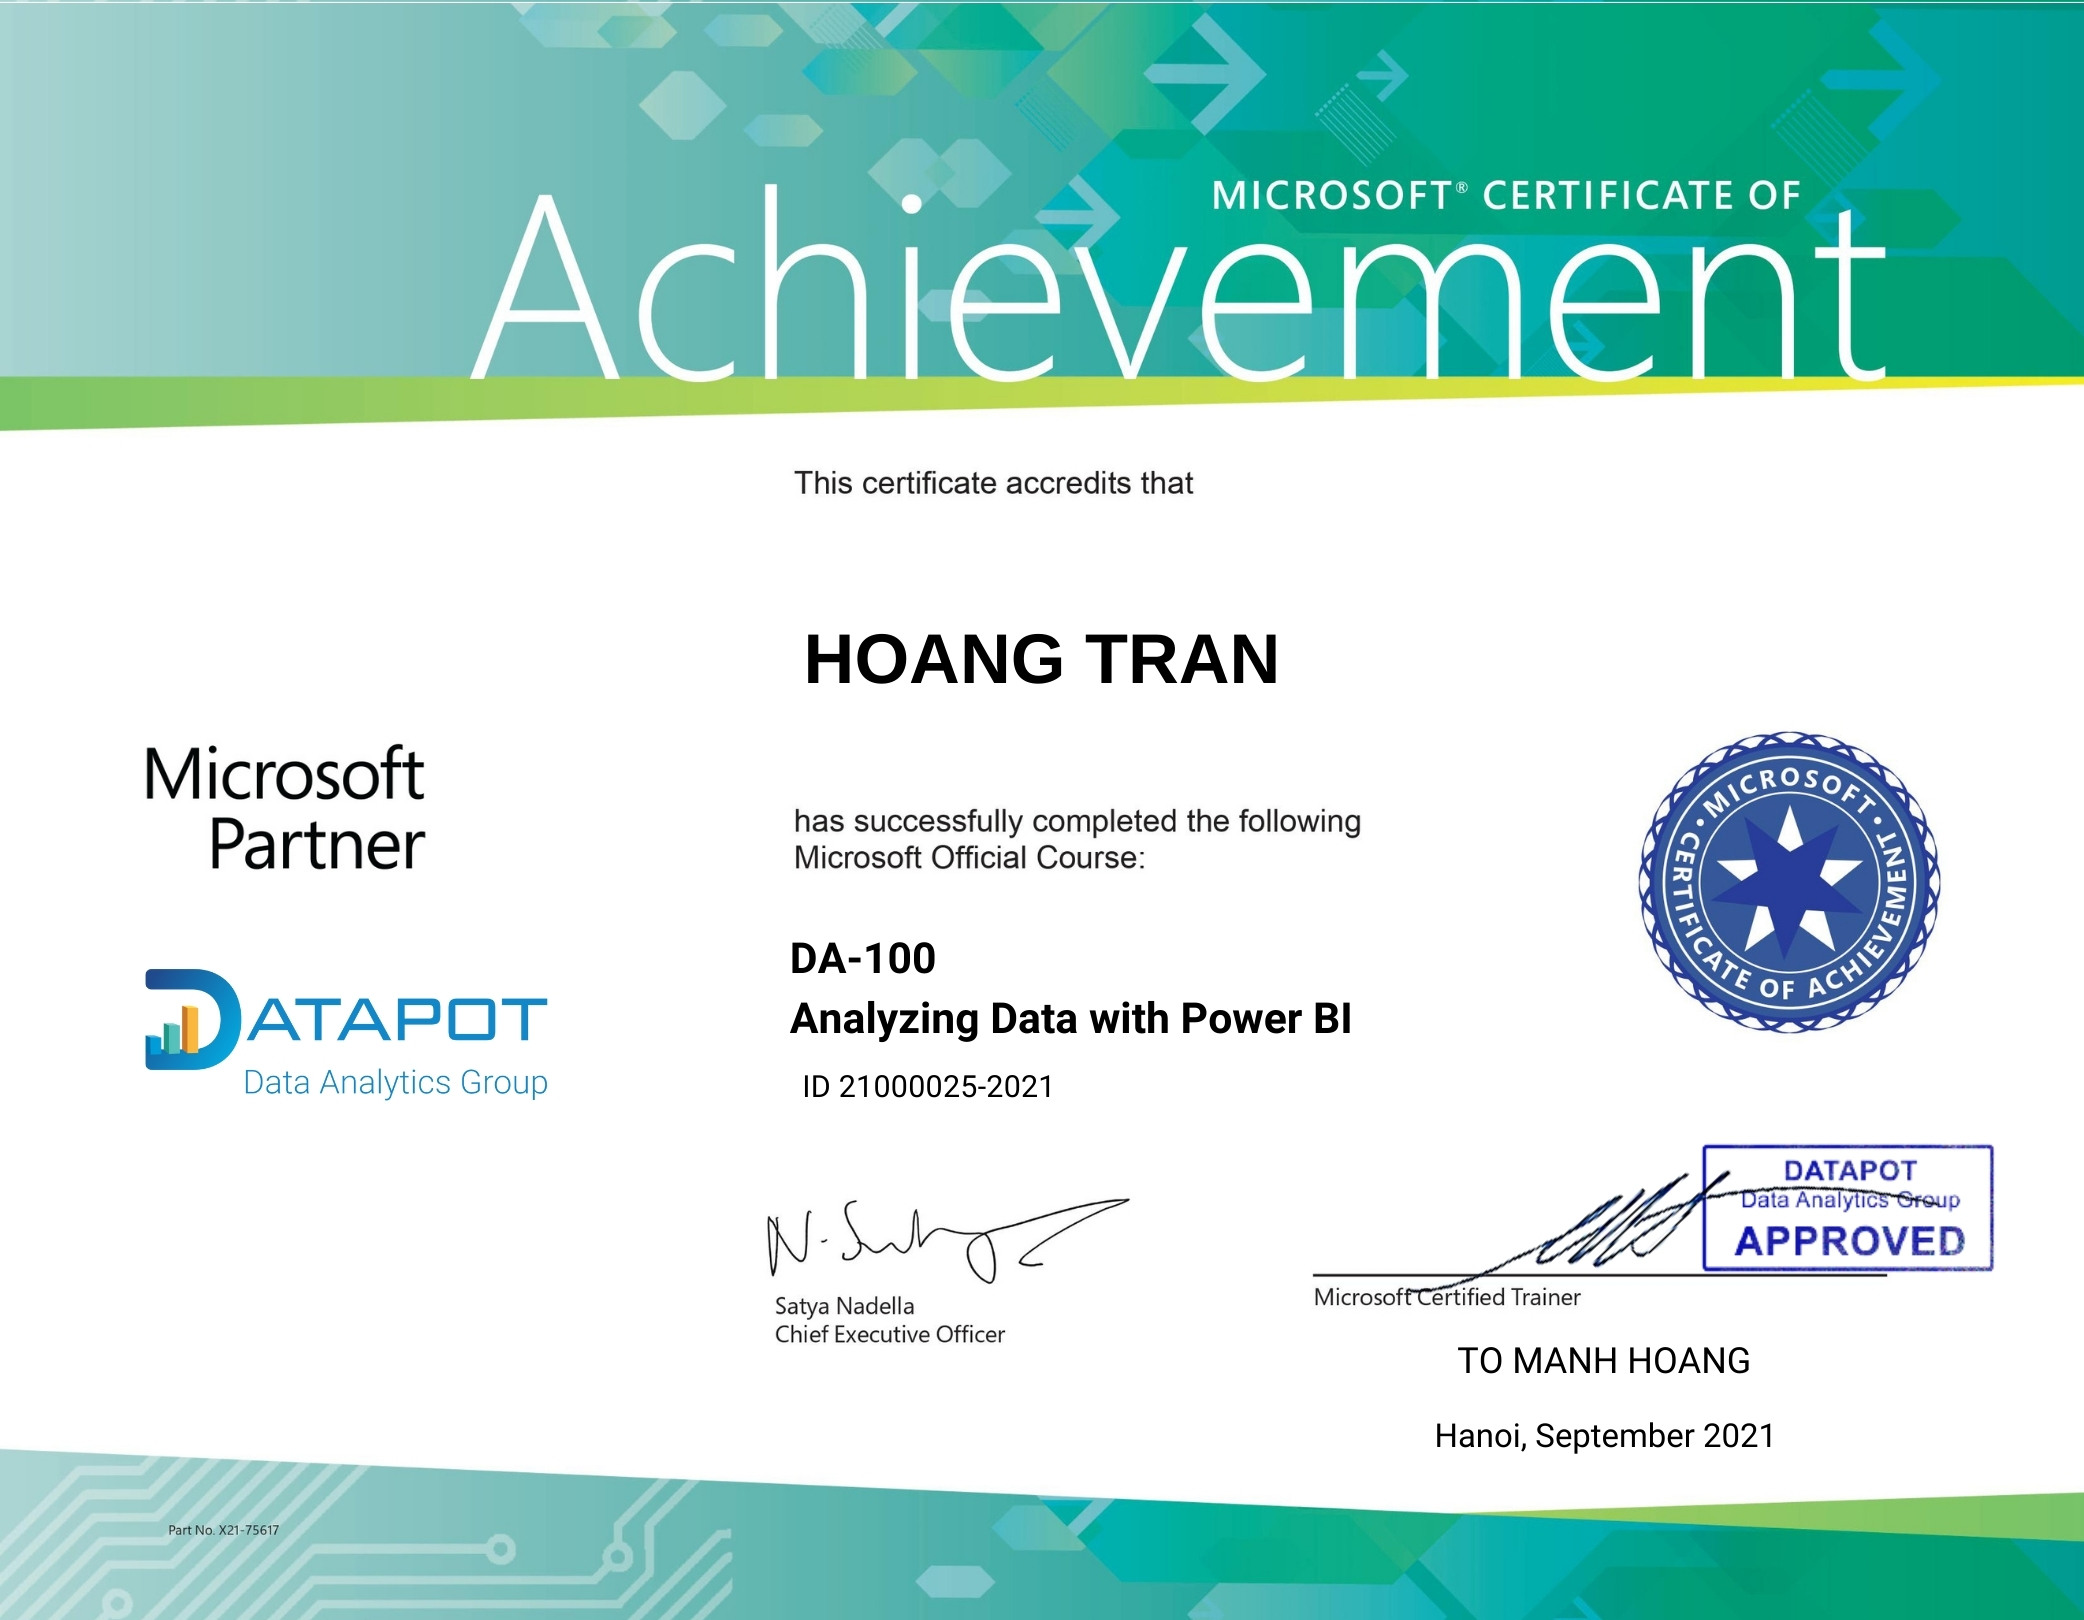 MICROSOFT® CERTIFICATE OF
Achievement
This certificate accredits that
HOANG TRAN
Microsoft
Partner
has successfully completed the following
Microsoft Official Course:
• MICROSOFT •
CERTIFICATE OF ACHIEVEMENT
DATAPOT
Data Analytics Group
DA-100
Analyzing Data with Power BI
ID 21000025-2021
DATAPOT
Data Analytics Group
APPROVED
Satya Nadella
Chief Executive Officer
Microsoft Certified Trainer
TO MANH HOANG
Hanoi, September 2021
Part No. X21-75617